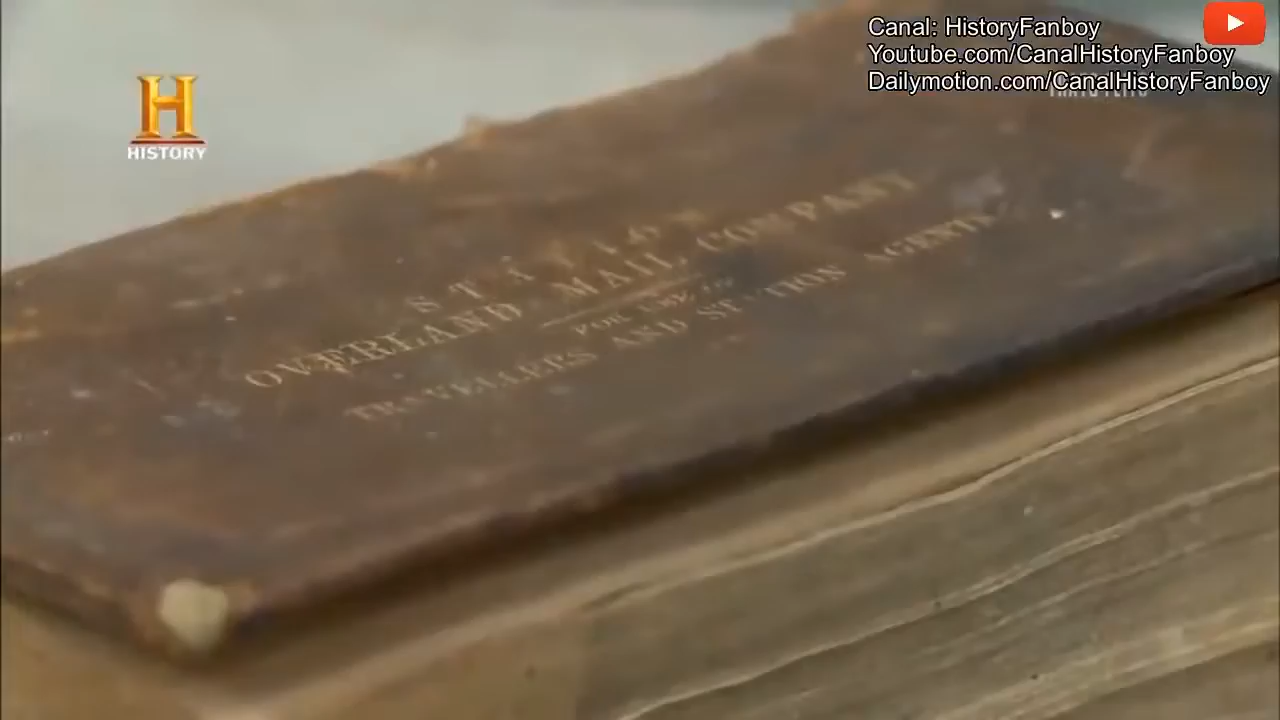 Canal: HistoryFanboy
Youtube.com/CanalHistoryFanboy
Dailymotion.com/CanalHistoryFanboy
H
HISTORY
OVERLAND MAIL COMPANY
FOR THE
TRAVELLERS AND STATION AGENTS